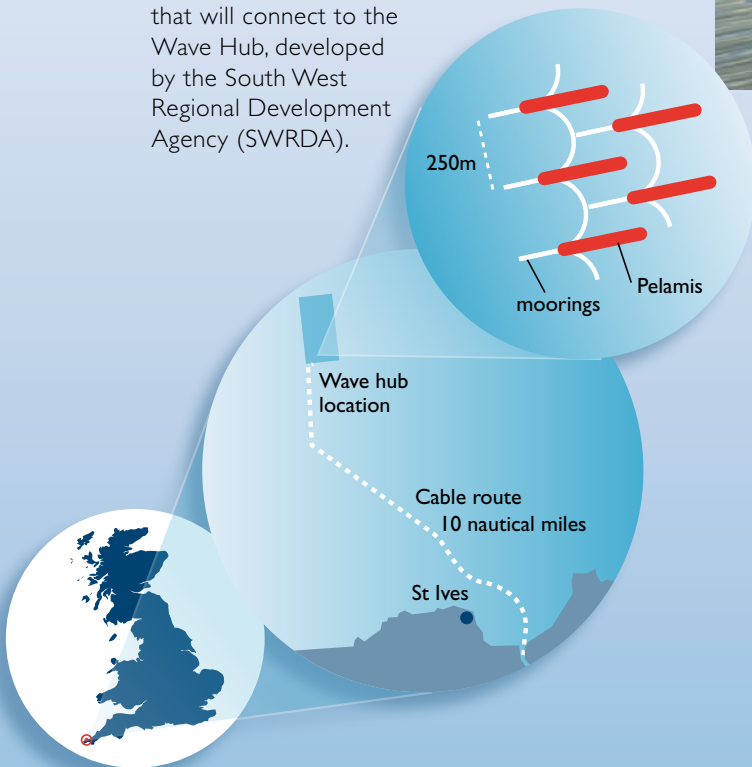 that will connect to the
Wave Hub, developed
by the South West
Regional Development
Agency (SWRDA).
250m
moorings
Pelamis
Wave hub
location
Cable route
10 nautical miles
St Ives